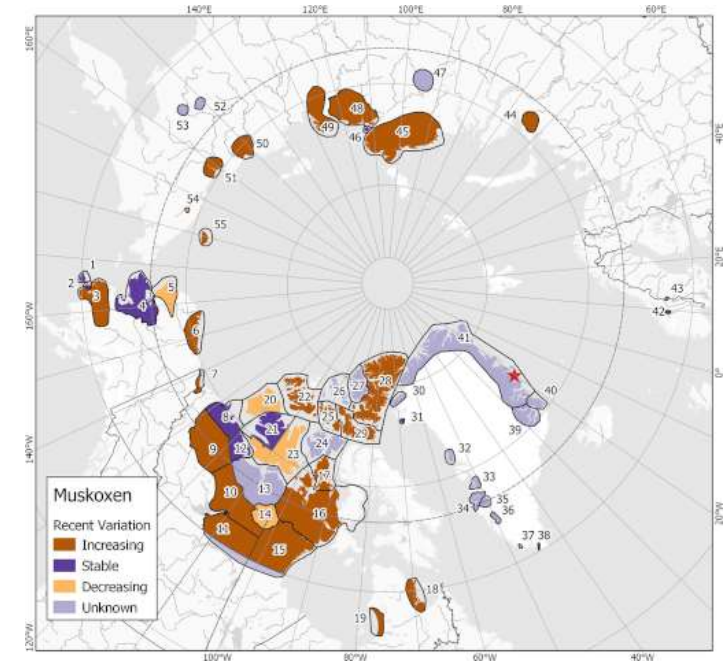 140°E
120°E
100°E
80°E
60°E
160°E
47
52
53
48
49
46
45
44
40°E
50
51
54
55
20°E
1
2
3
4
5
43
42
160°W
6
41
0°
7
28
30
40
20
22
26
27
31
39
8
21
25
29
9
12
23
24
32
140°W
13
17
33
35
10
34
36
20°W
14
16
11
37
38
15
Muskoxen
Recent Variation
Increasing
Stable
Decreasing
Unknown
18
19
120°W
100°W
80°W
60°W
40°W